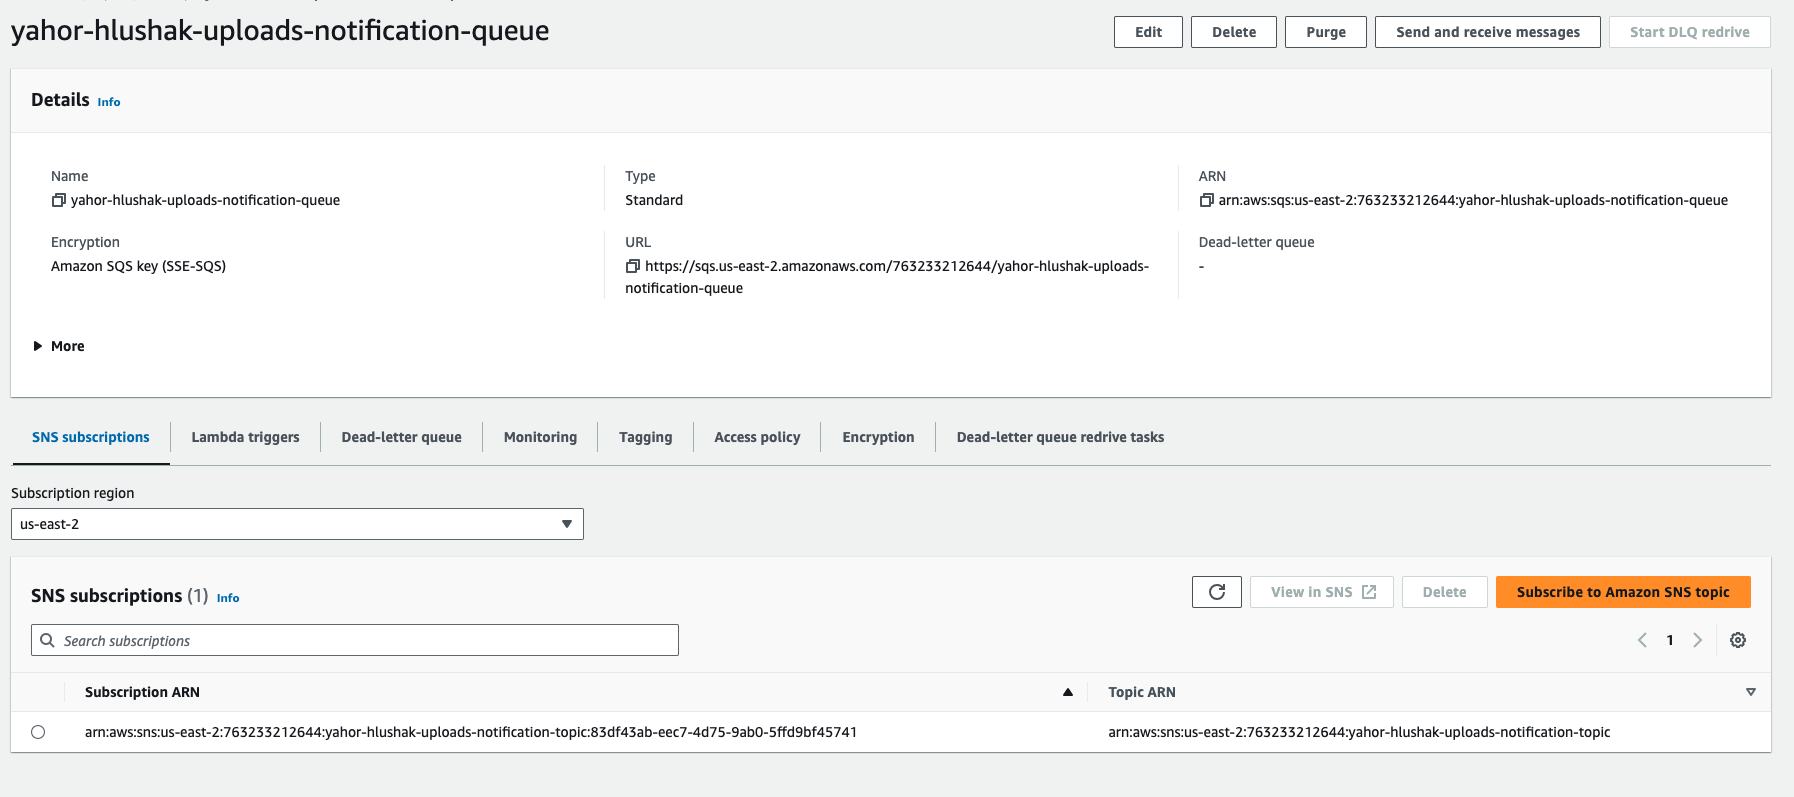 yahor-hlushak-uploads-notification-queue
Edit
Delete
Purge
Send and receive messages
Start DLQ redrive
Details Info
Name
yahor-hlushak-uploads-notification-queue
Type
Standard
ARN
arn:aws:sqs:us-east-2:763233212644:yahor-hlushak-uploads-notification-queue
Encryption
Amazon SQS key (SSE-SQS)
URL
https://sqs.us-east-2.amazonaws.com/763233212644/yahor-hlushak-uploads-
notification-queue
Dead-letter queue
-
More
SNS subscriptions
Lambda triggers
Dead-letter queue
Monitoring
Tagging
Access policy
Encryption
Dead-letter queue redrive tasks
Subscription region
us-east-2
SNS subscriptions (1) Info
View in SNS
Delete
Subscribe to Amazon SNS topic
Search subscriptions
1
Subscription ARN
Topic ARN
arn:aws:sns:us-east-2:763233212644:yahor-hlushak-uploads-notification-topic:83df43ab-eec7-4d75-9ab0-5ffd9bf45741
arn:aws:sns:us-east-2:763233212644:yahor-hlushak-uploads-notification-topic